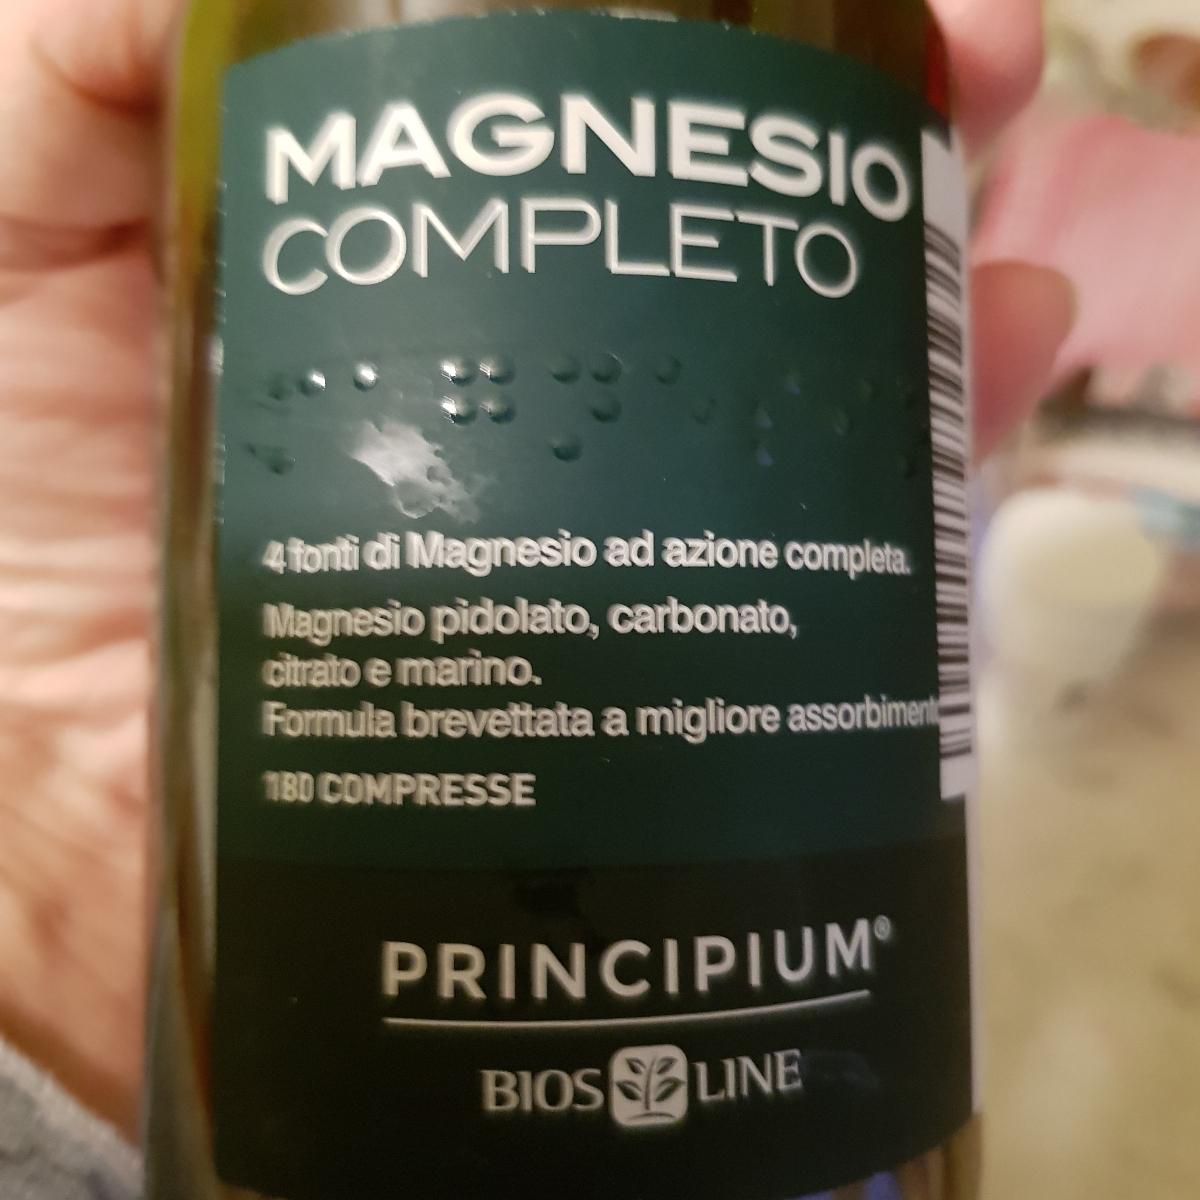 MAGNESIO
COMPLETO
4 fonti di Magnesio ad azione completa.
Magnesio pidolato, carbonato,
citrato e marino.
Formula brevettata a migliore
180 COMPRESSE
PRINCIPIUM®
BIOS LINE